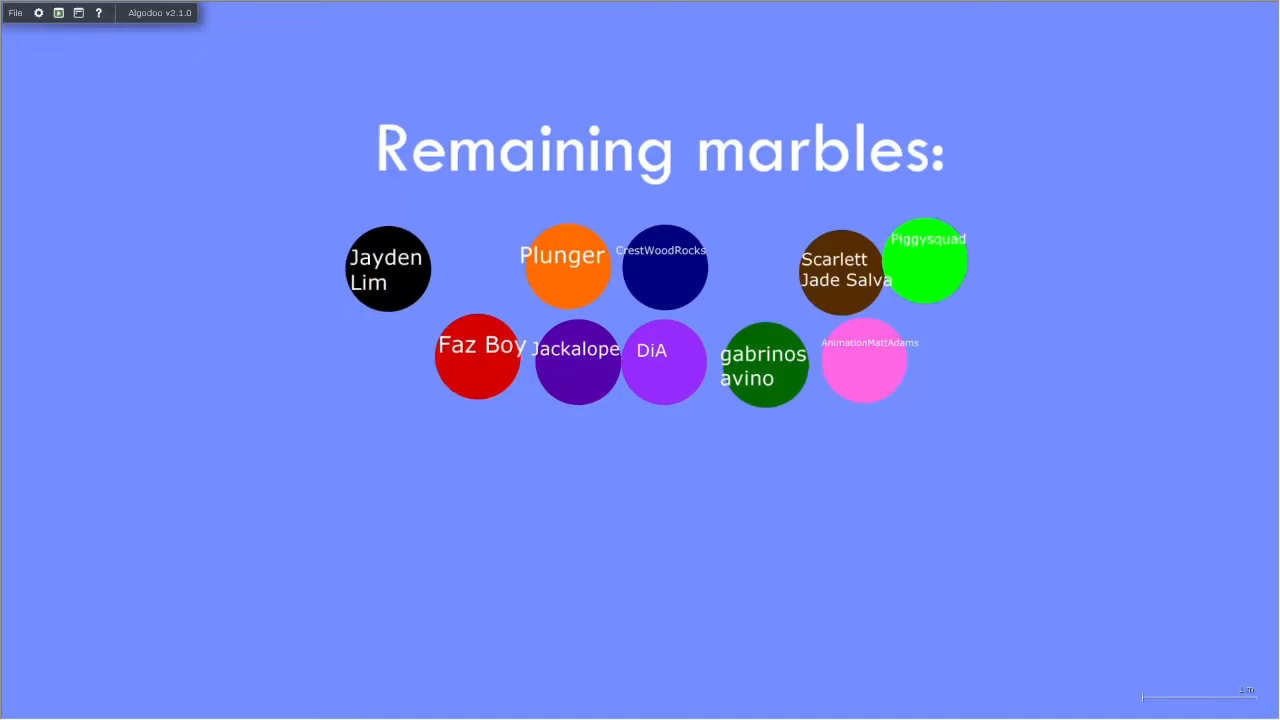 File ? Algodoo v2.1.0
Remaining marbles:
Jayden
Lim
Plunger
CrestWoodRocks
Scarlett
Jade Salva
Piggysquad
Faz Boy
Jackalope
DiA
gabrinos
avino
AnimationMattAdams
1 m